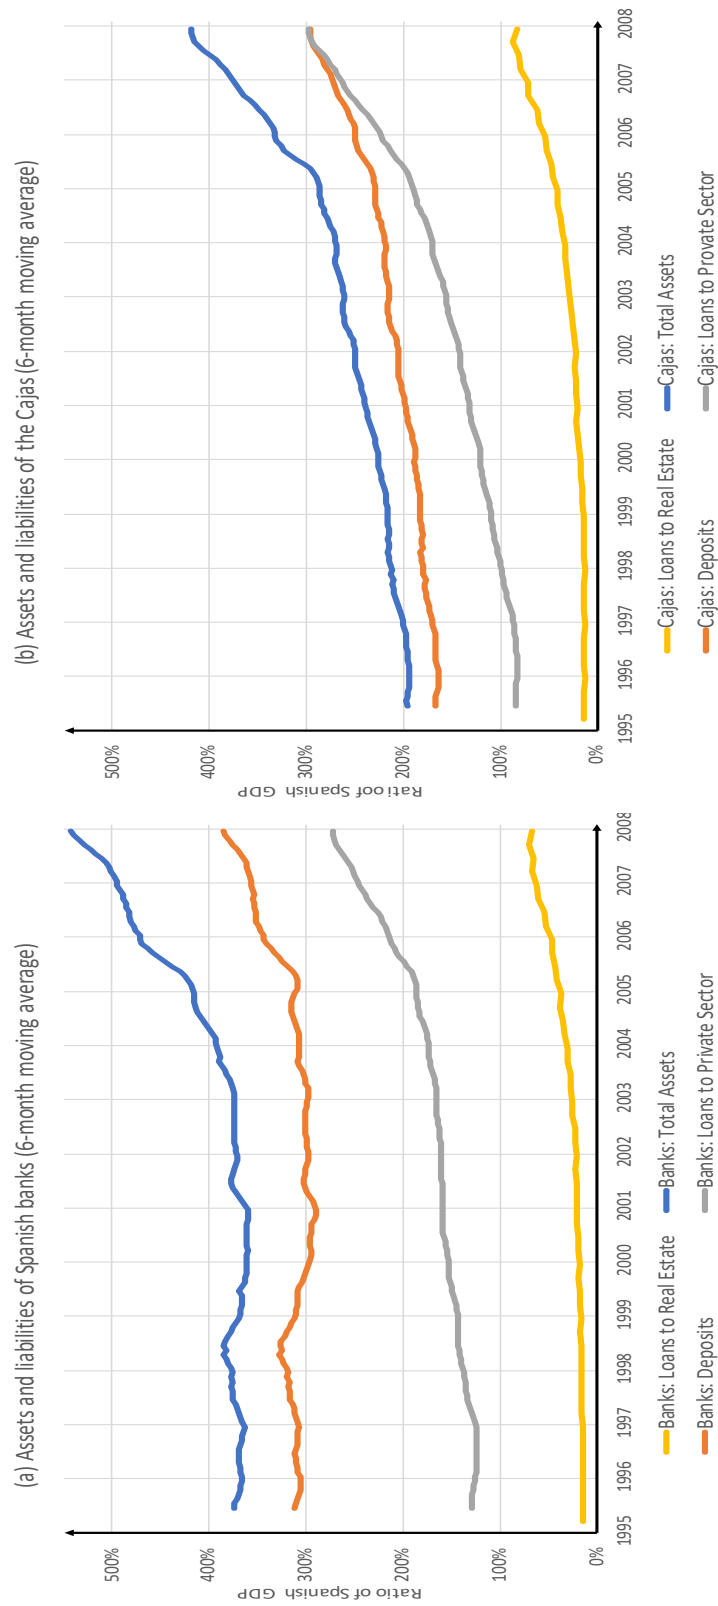 (a) Assets and liabilities of Spanish banks (6-month moving average)
500%
400%
300%
200%
100%
0%
Ratio of Spanish GDP
1995 1996 1997 1998 1999 2000 2001 2002 2003 2004 2005 2006 2007 2008
Banks: Loans to Real Estate Banks: Total Assets
Banks: Deposits Banks: Loans to Private Sector
(b) Assets and liabilities of the Cajas (6-month moving average)
500%
400%
300%
200%
100%
0%
Ratioof Spanish GDP
1995 1996 1997 1998 1999 2000 2001 2002 2003 2004 2005 2006 2007 2008
Cajas: Loans to Real Estate Cajas: Total Assets
Cajas: Deposits Cajas: Loans to Provate Sector